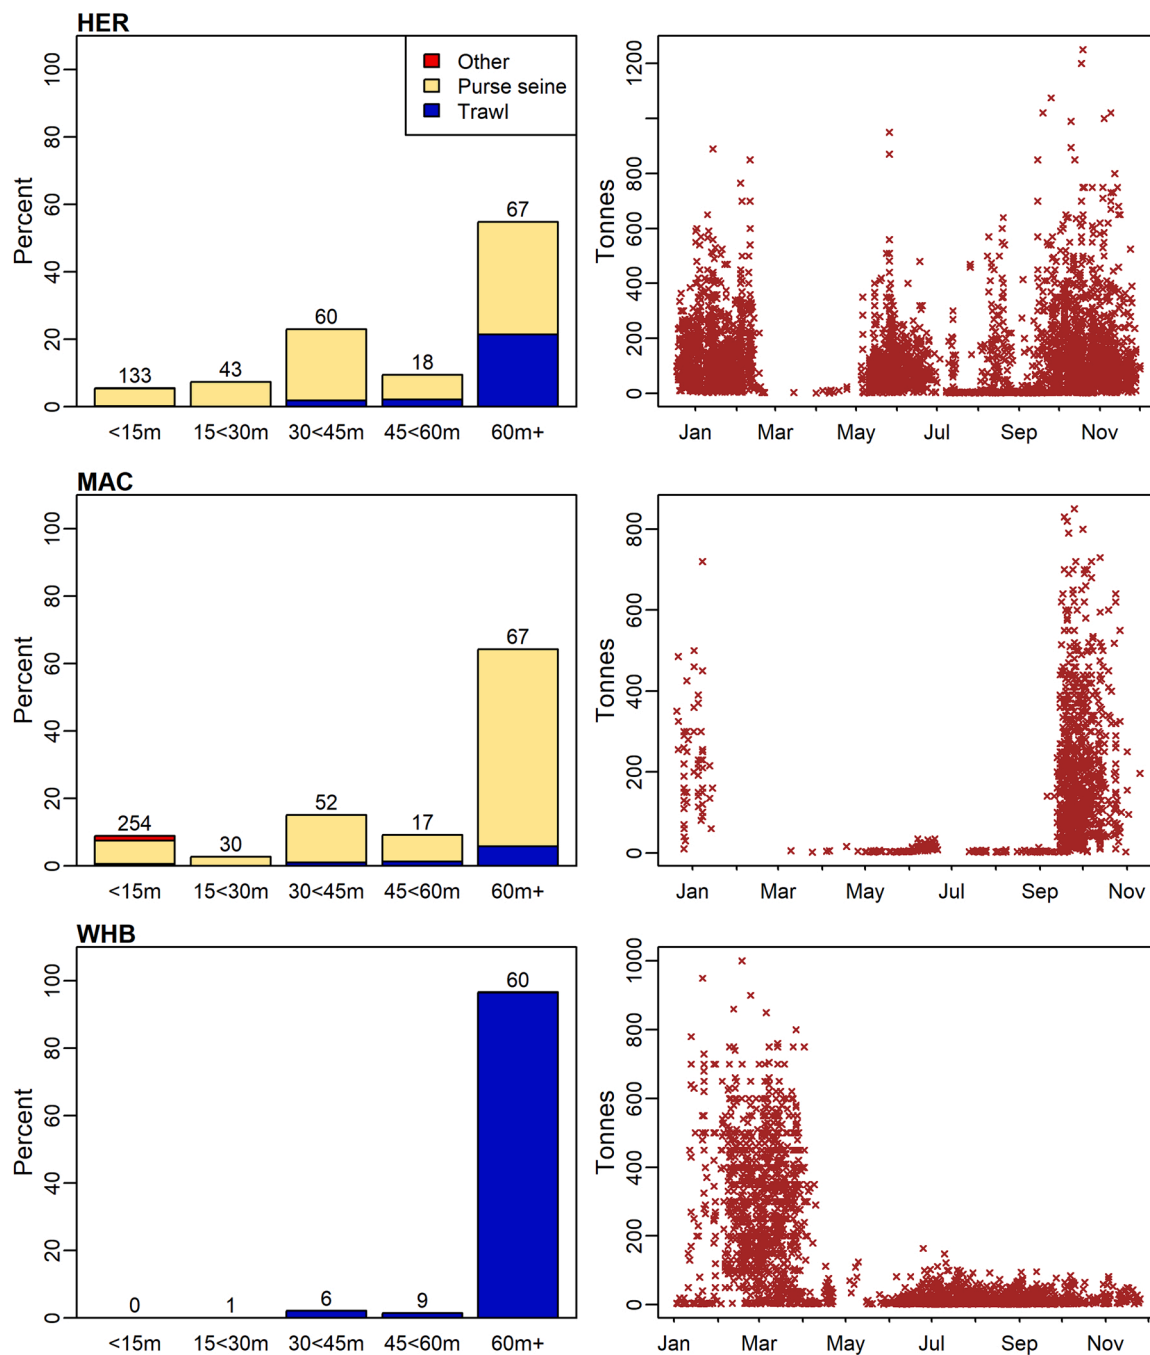 HER
Other
Purse seine
Trawl
Percent
0 20 40 60 80 100
133 43 60 18 67
<15m 15<30m 30<45m 45<60m 60m+
Tonnes
0 200 400 600 800 1200
Jan Mar May Jul Sep Nov
MAC
Percent
0 20 40 60 80 100
254 30 52 17 67
<15m 15<30m 30<45m 45<60m 60m+
Tonnes
0 200 400 600 800
Jan Mar May Jul Sep Nov
WHB
Percent
0 20 40 60 80 100
0 1 6 9 60
<15m 15<30m 30<45m 45<60m 60m+
Tonnes
0 200 400 600 800 1000
Jan Mar May Jul Sep Nov